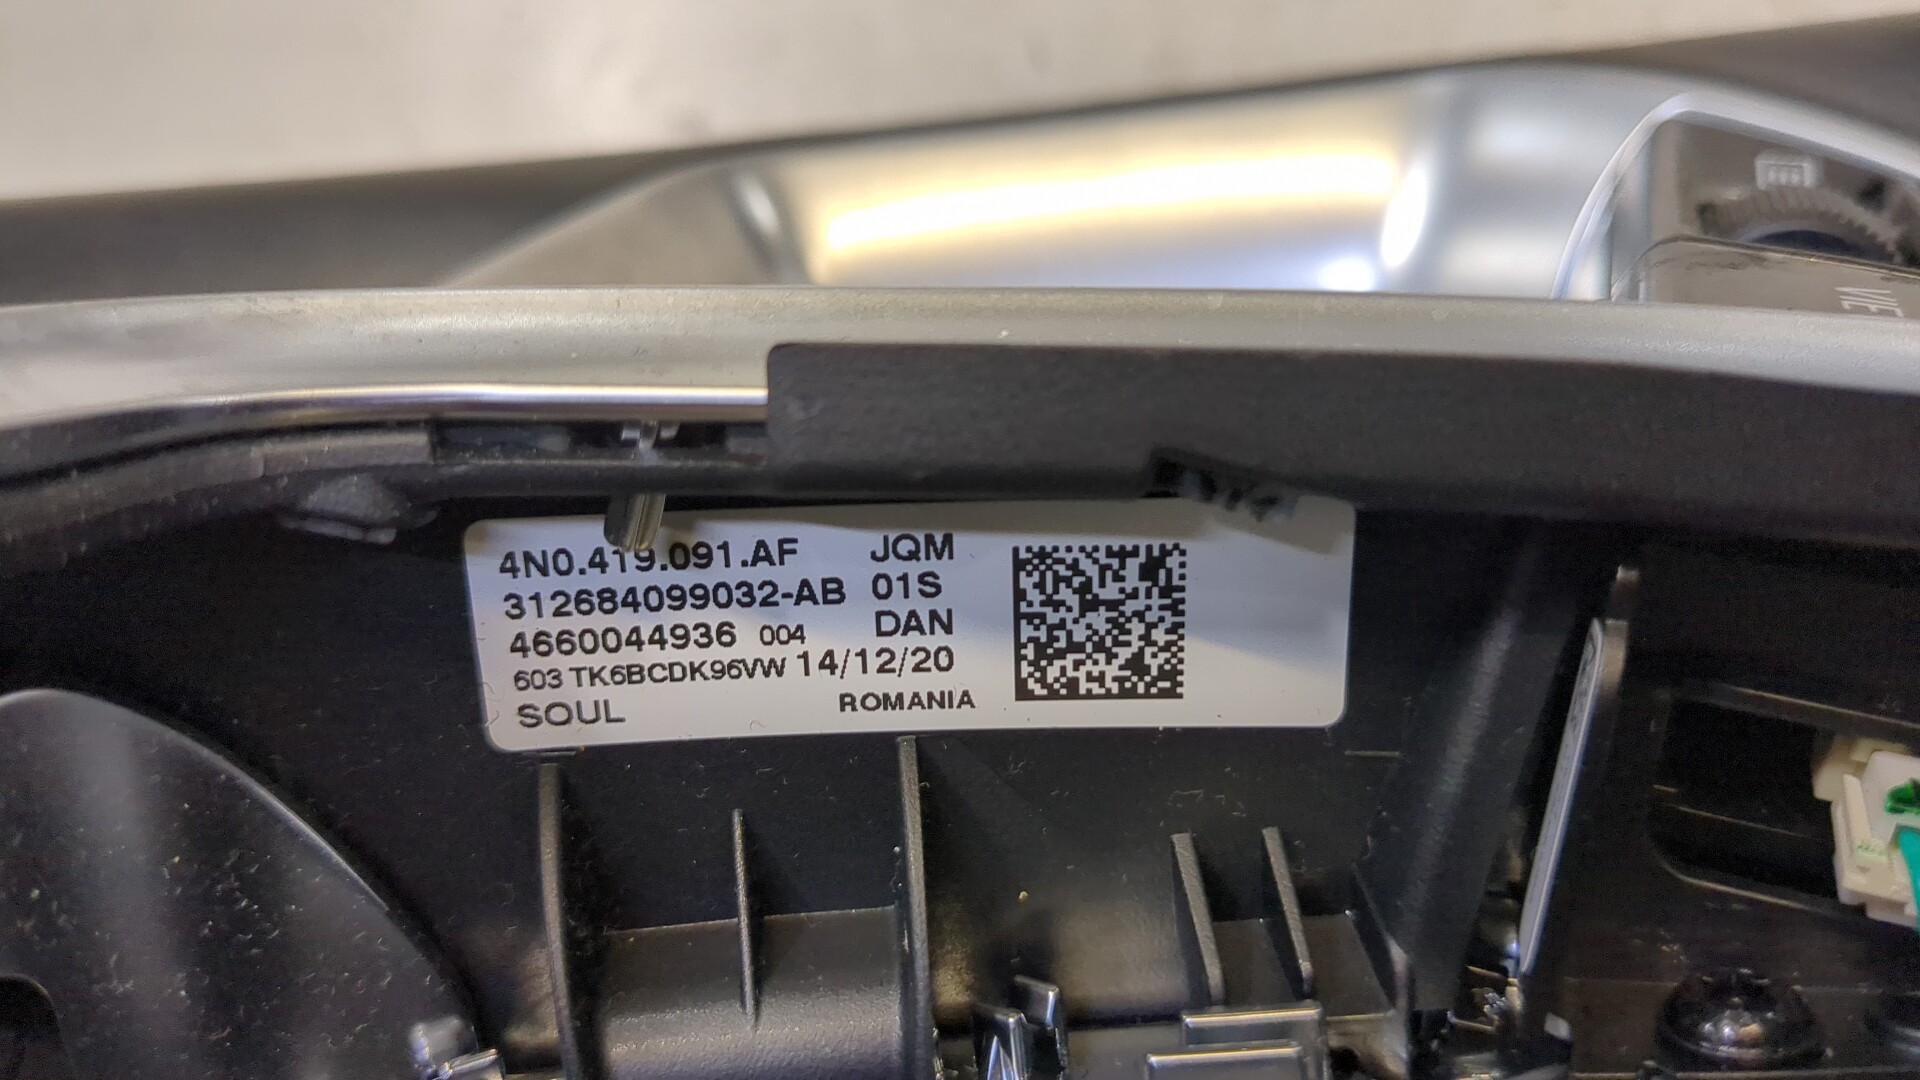 4N0.419.091.AF JQM
312684099032-AB 01S
4660044936 004 DAN
603 TK6BCDK96VW 14/12/20
SOUL ROMANIA